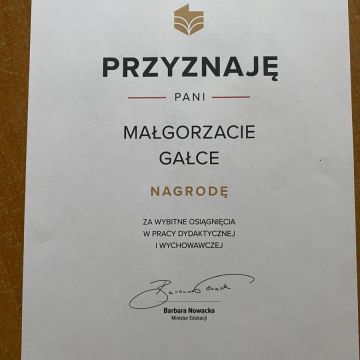 PRZYZNAJĘ
PANI
MAŁGORZACIE
GAŁCE
NAGRODĘ
ZA WYBITNE OSIĄGNIĘCIA
W PRACY DYDAKTYCZNEJ
I WYCHOWAWCZEJ
Barbara Nowacka
Minister Edukacji